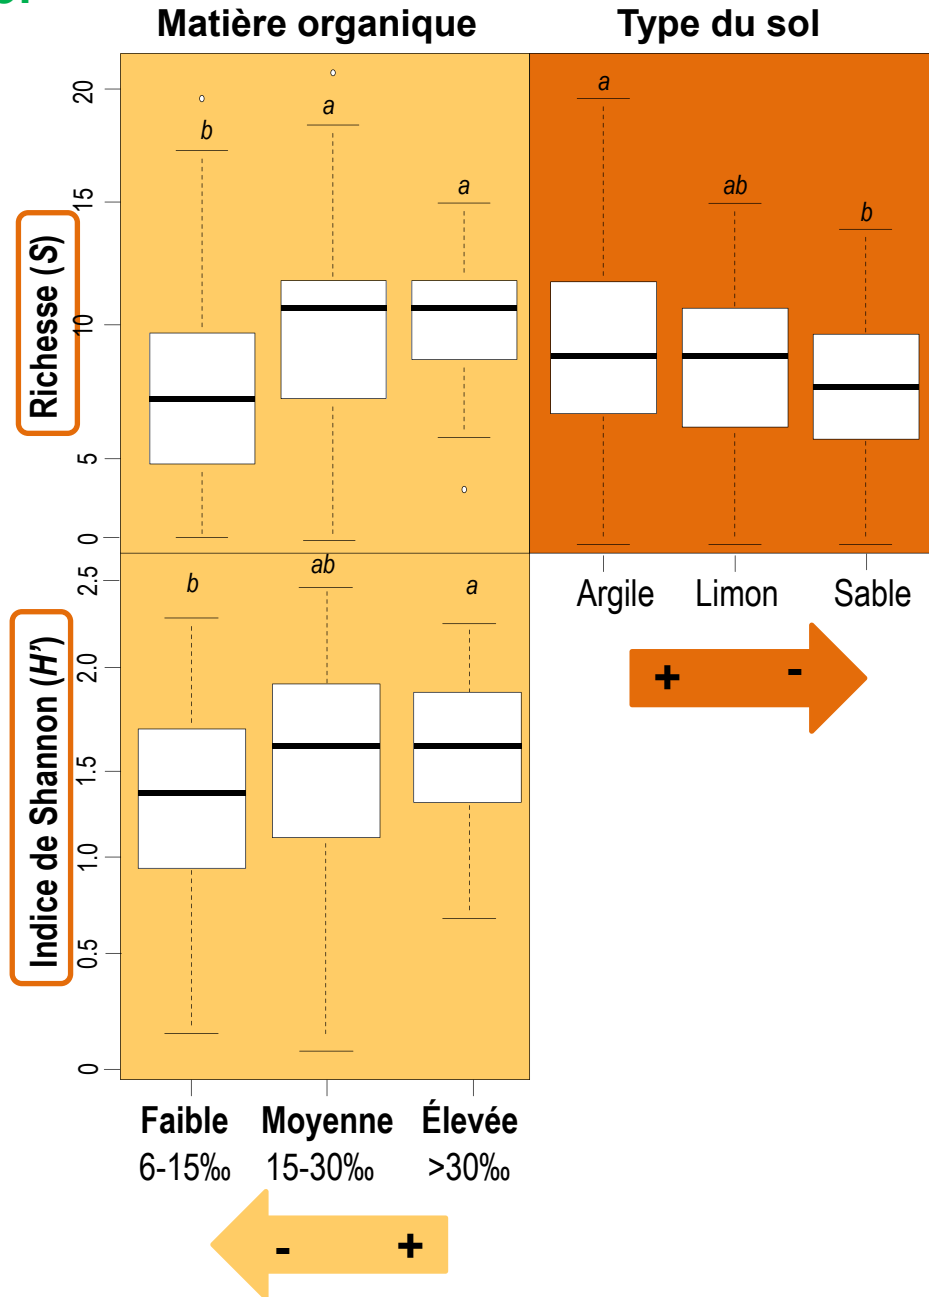 Matière organique
Type du sol
Richesse (S)
20
15
10
5
0
b
a
a
a
ab
b
Argile
Limon
Sable
+
-
Indice de Shannon (H’)
2.5
2.0
1.5
1.0
0.5
0
b
ab
a
Faible
Moyenne
Élevée
6-15‰
15-30‰
>30‰
-
+